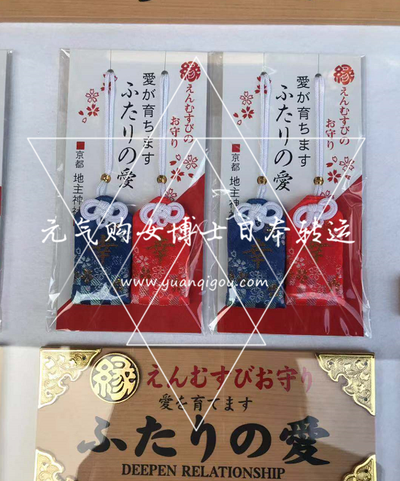 縁
えんむすびの
お守り
愛が育ちます
ふたりの愛
京都 地主神社
縁
えんむすびの
お守り
愛が育ちます
ふたりの愛
京都 地主神
元气购女博士日本转运
www.yuanqigou.com
縁
えんむすびお守り
愛を育てます
ふたりの愛
DEEPEN RELATIONSHIP